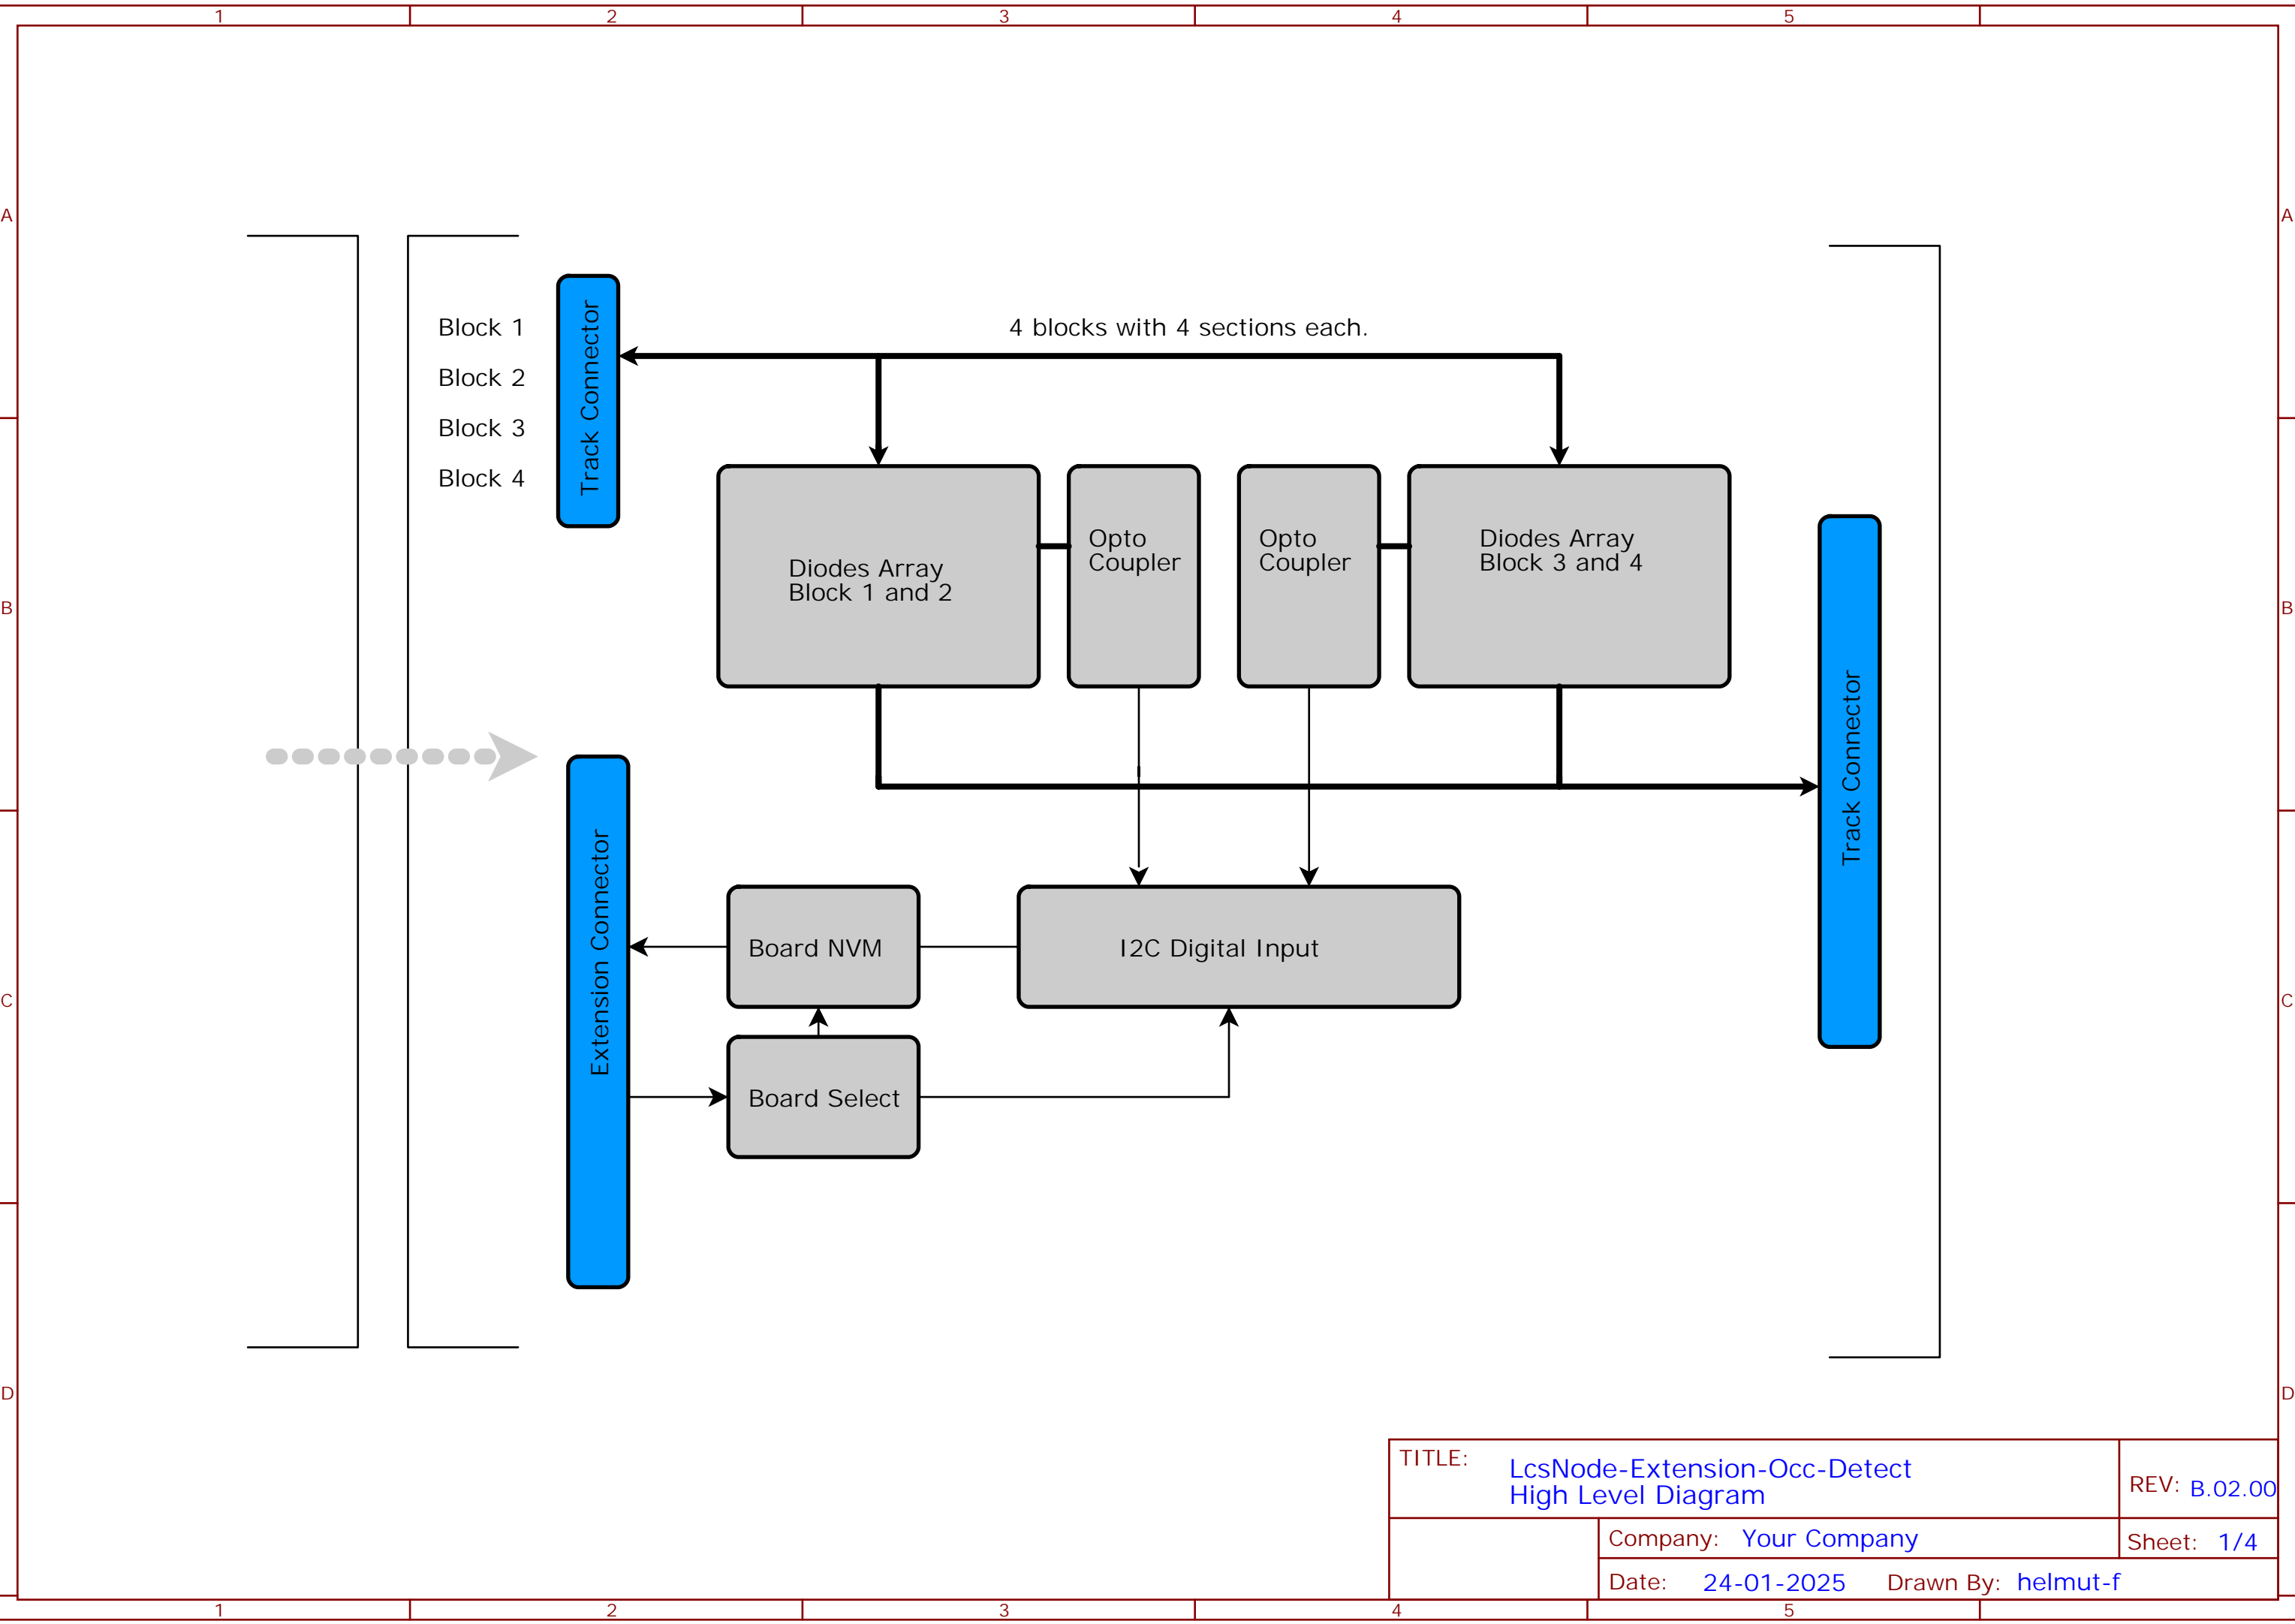 1 2 3 4 5
A A
Block 1
Block 2
Block 3
Block 4
Track Connector
4 blocks with 4 sections each.
B B
Diodes Array
Block 1 and 2
Opto
Coupler
Opto
Coupler
Diodes Array
Block 3 and 4
Track Connector
Extension Connector
Board NVM
I2C Digital Input
C C
Board Select
D D
TITLE:
LcsNode-Extension-Occ-Detect
High Level Diagram
REV: B.02.00
Company: Your Company
Sheet: 1/4
Date: 24-01-2025 Drawn By: helmut-f
1 2 3 4 5